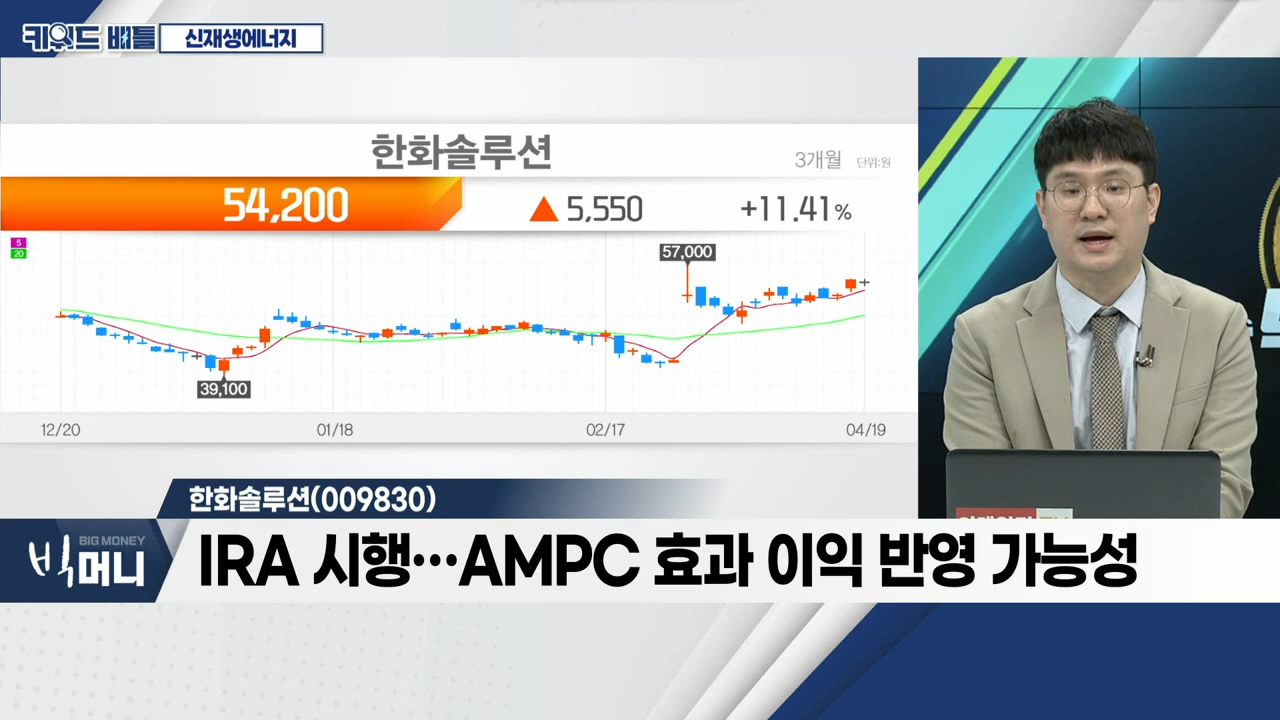 키워드 배틀 신재생에너지
한화솔루션
3개월 단위:원
54,200 ▲ 5,550 +11.41%
5
20
57,000
39,100
12/20 01/18 02/17 04/19
한화솔루션(009830)
BIG MONEY
빅머니
IRA 시행…AMPC 효과 이익 반영 가능성